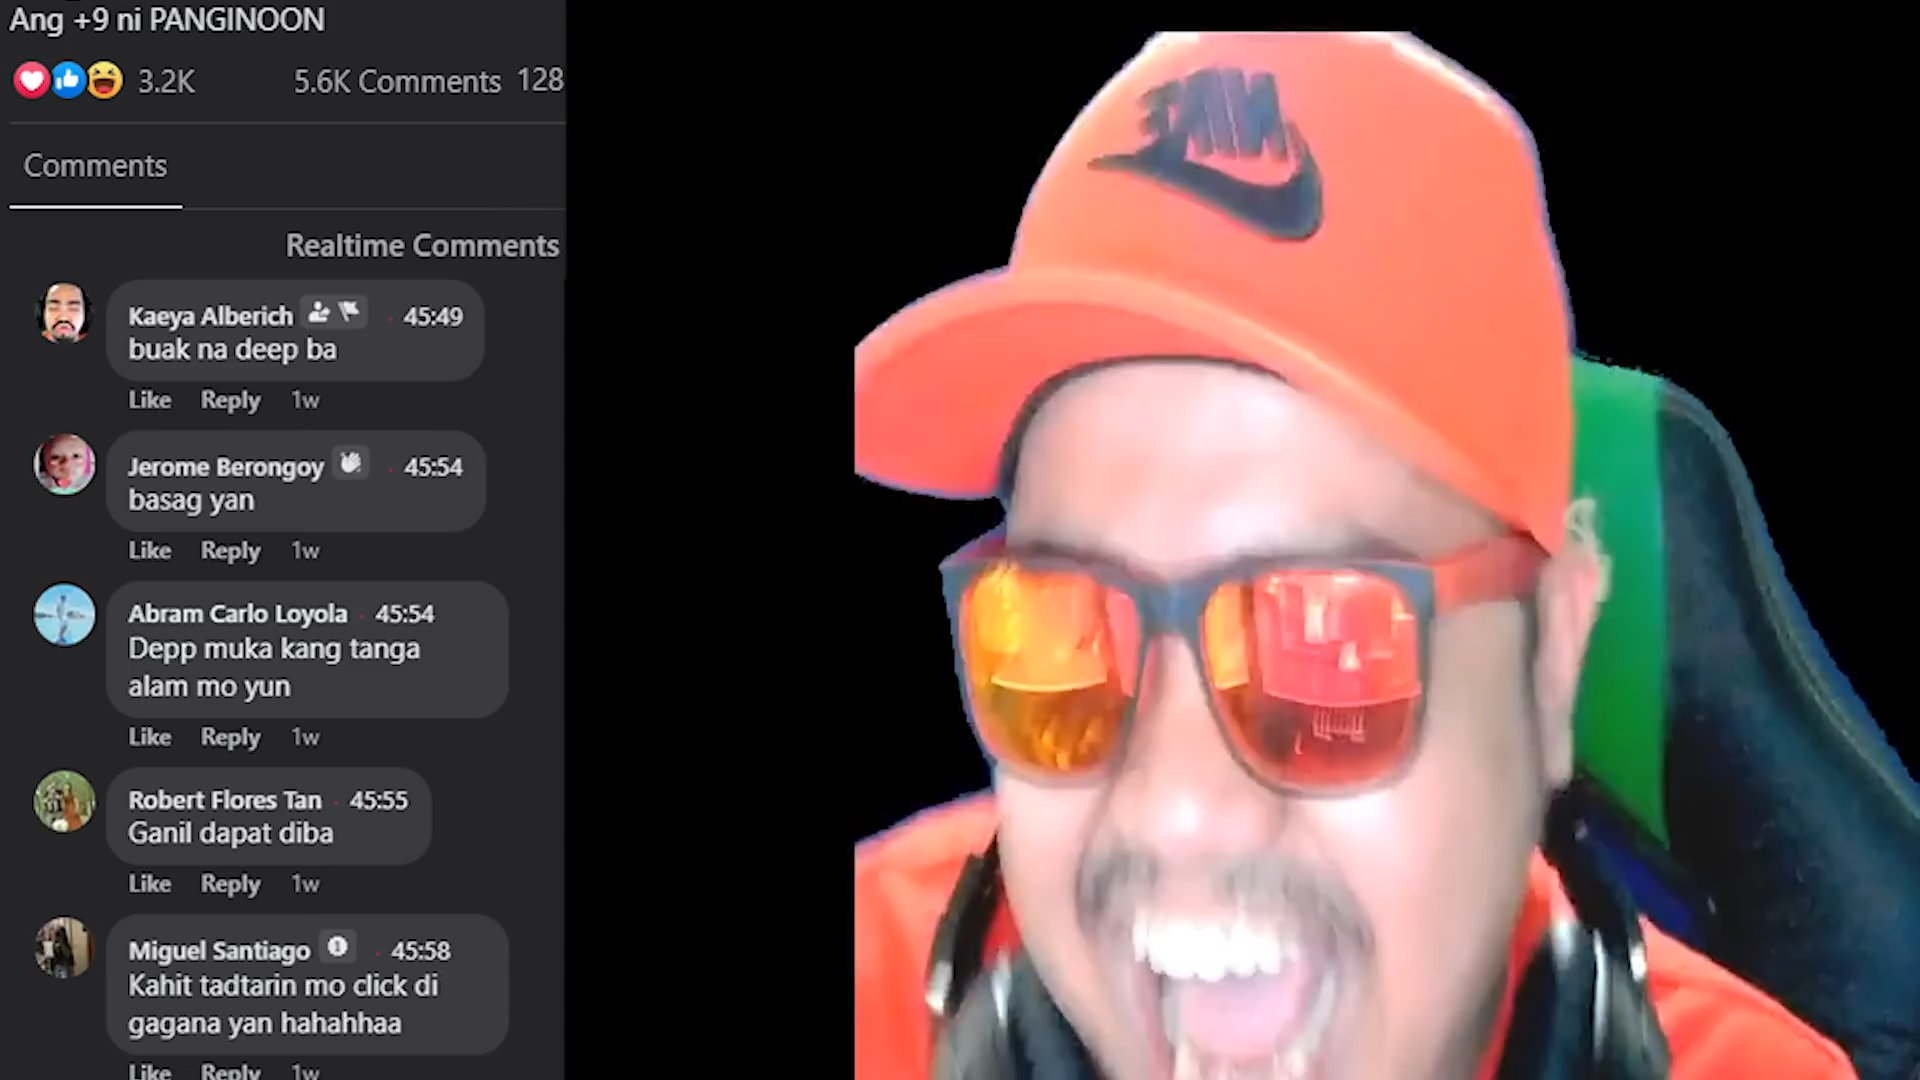 Ang +9 ni PANGINOON
3.2K 5.6K Comments 128
Comments
Realtime Comments
Kaeya Alberich · 45:49
buak na deep ba
Like Reply 1w
Jerome Berongoy · 45:54
basag yan
Like Reply 1w
Abram Carlo Loyola · 45:54
Depp muka kang tanga
alam mo yun
Like Reply 1w
Robert Flores Tan · 45:55
Ganil dapat diba
Like Reply 1w
Miguel Santiago · 45:58
Kahit tadtarin mo click di
gagana yan hahahhaa
Like Reply 1w